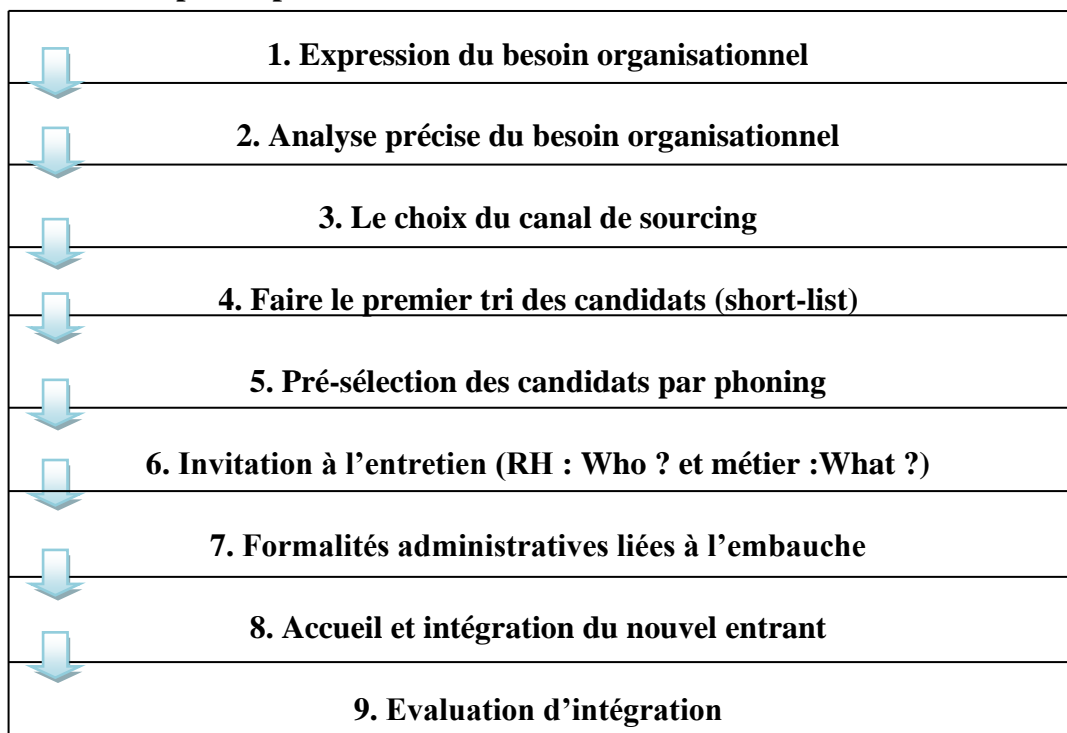 1. Expression du besoin organisationnel
2. Analyse précise du besoin organisationnel
3. Le choix du canal de sourcing
4. Faire le premier tri des candidats (short-list)
5. Pré-sélection des candidats par phoning
6. Invitation à l’entretien (RH : Who ? et métier :What ?)
7. Formalités administratives liées à l’embauche
8. Accueil et intégration du nouvel entrant
9. Evaluation d’intégration